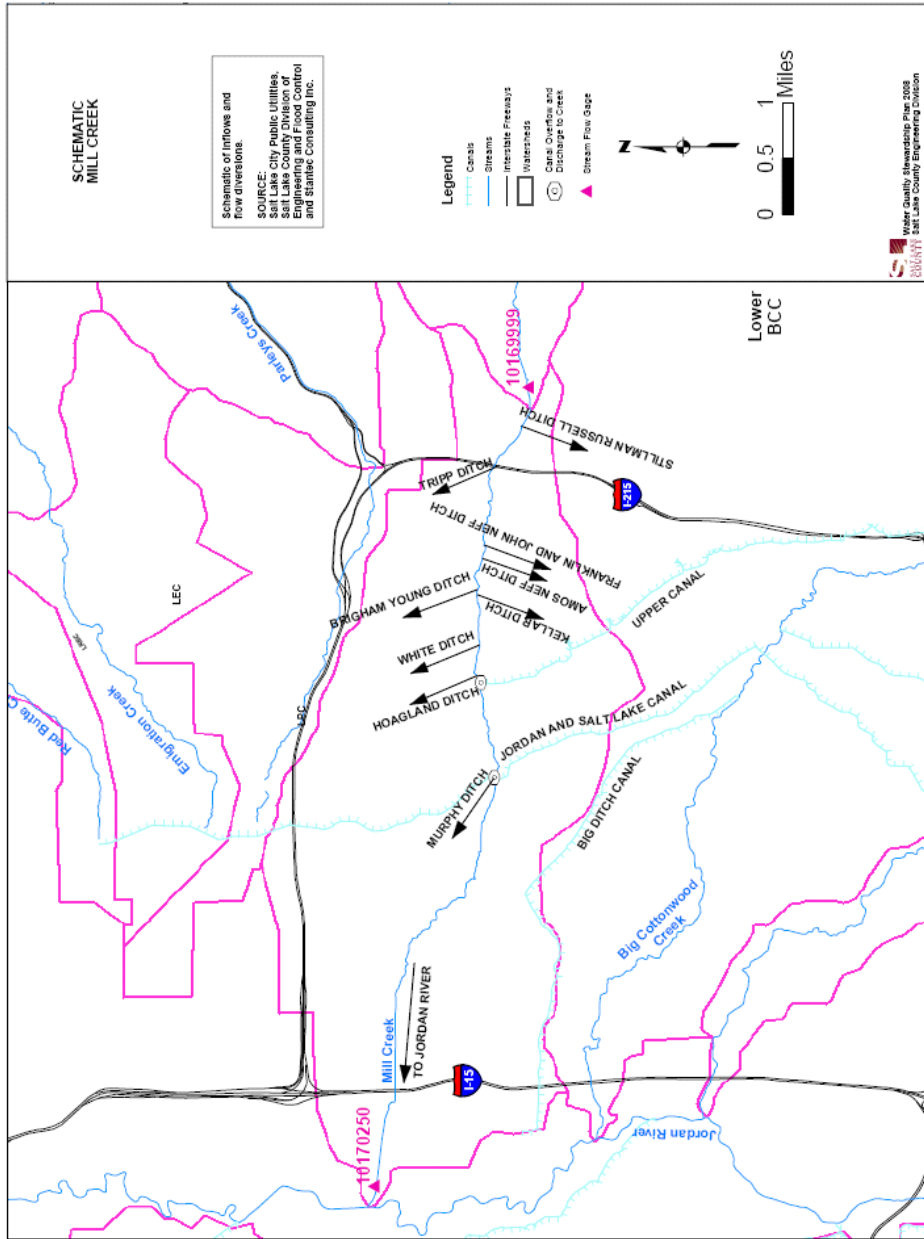 SCHEMATIC
MILL CREEK
Schematic of Inflows and
flow diversions.
SOURCE:
Salt Lake City Public Utilities,
Salt Lake County Division of
Engineering and Flood Control
and Stantec Consulting Inc.
Legend
Canals
Streams
Interstate Freeways
Watersheds
Canal Overflow and
Discharge to Creek
Stream Flow Gage
N
0 0.5 1 Miles
SALT LAKE
COUNTY
Water Quality Stewardship Plan 2008
Salt Lake County Engineering Division
Parleys Creek
10169999
Lower
BCC
STILLMAN RUSSELL DITCH
TRIPP DITCH
I-215
FRANKLIN AND JOHN NEFF DITCH
AMOS NEFF DITCH
BRIGHAM YOUNG DITCH
KELLAR DITCH
UPPER CANAL
WHITE DITCH
HOAGLAND DITCH
LEC
Emigration Creek
JORDAN AND SALT LAKE CANAL
MURPHY DITCH
BIG DITCH CANAL
Big Cottonwood
Creek
Mill Creek
TO JORDAN RIVER
I-15
Jordan River
10170250